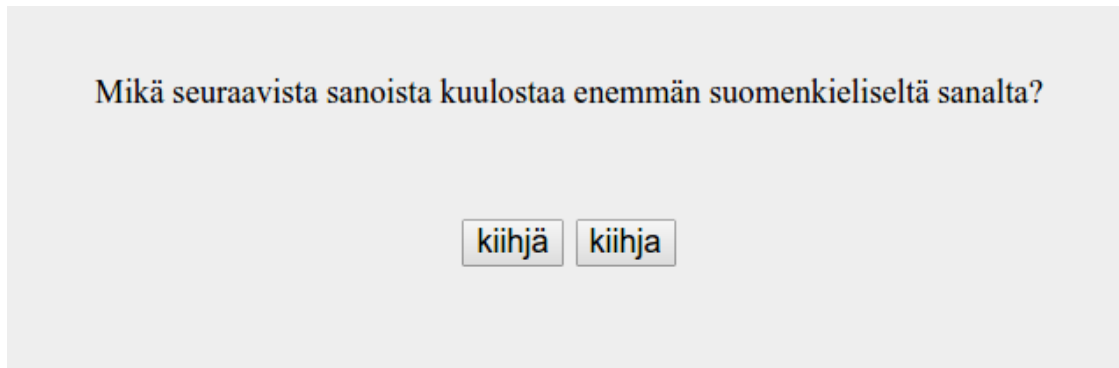 Mikä seuraavista sanoista kuulostaa enemmän suomenkieliseltä sanalta?
kiihjä kiihja